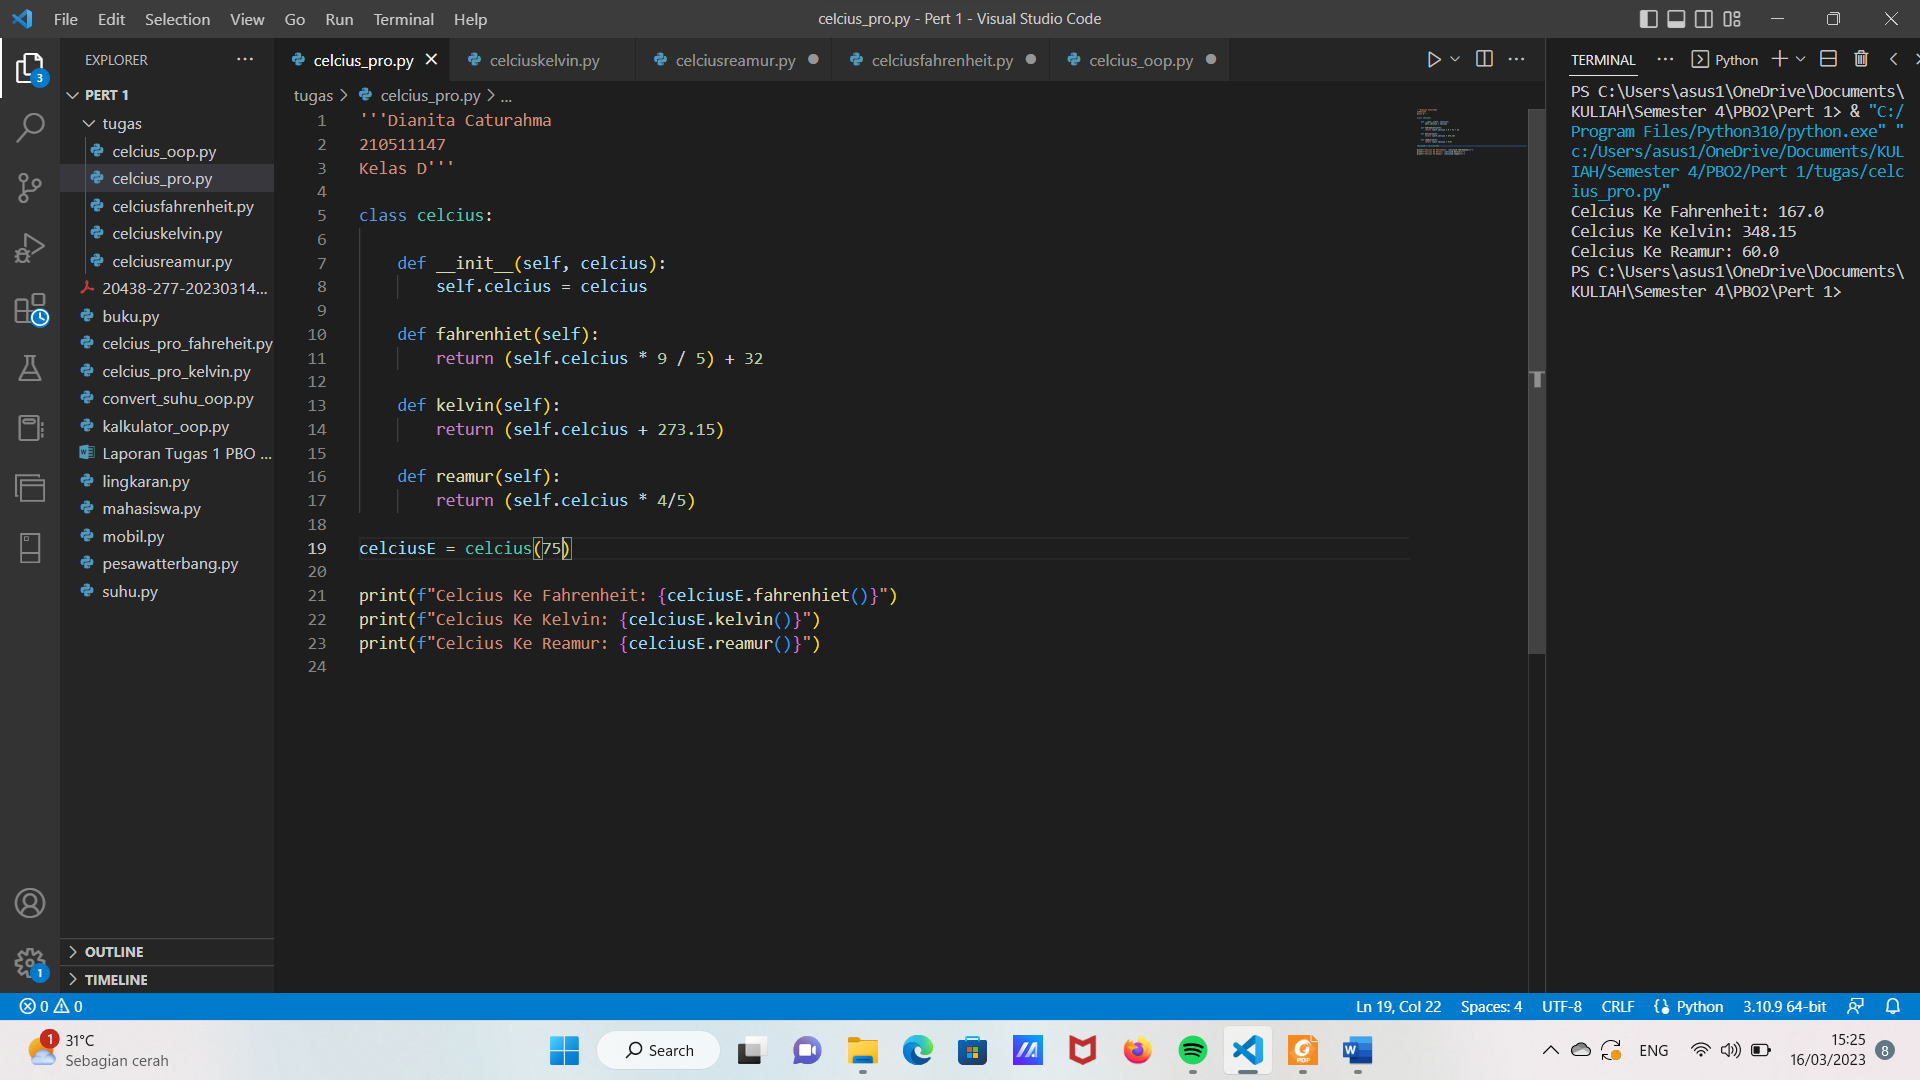 File Edit Selection View Go Run Terminal Help
celcius_pro.py - Pert 1 - Visual Studio Code
EXPLORER
3
PERT 1
tugas
celcius_oop.py
celcius_pro.py
celciusfahrenheit.py
celciuskelvin.py
celciusreamur.py
20438-277-20230314...
buku.py
celcius_pro_fahreheit.py
celcius_pro_kelvin.py
convert_suhu_oop.py
kalkulator_oop.py
Laporan Tugas 1 PBO ...
lingkaran.py
mahasiswa.py
mobil.py
pesawatterbang.py
suhu.py
OUTLINE
TIMELINE
1
celcius_pro.py celciuskelvin.py celciusreamur.py celciusfahrenheit.py celcius_oop.py
tugas > celcius_pro.py > ...
1 '''Dianita Caturahma
2 210511147
3 Kelas D'''
4
5 class celcius:
6
7 def __init__(self, celcius):
8 self.celcius = celcius
9
10 def fahrenhiet(self):
11 return (self.celcius * 9 / 5) + 32
12
13 def kelvin(self):
14 return (self.celcius + 273.15)
15
16 def reamur(self):
17 return (self.celcius * 4/5)
18
19 celciusE = celcius(75)
20
21 print(f"Celcius Ke Fahrenheit: {celciusE.fahrenhiet()}")
22 print(f"Celcius Ke Kelvin: {celciusE.kelvin()}")
23 print(f"Celcius Ke Reamur: {celciusE.reamur()}")
24
TERMINAL Python
PS C:\Users\asus1\OneDrive\Documents\
KULIAH\Semester 4\PBO2\Pert 1> & "C:/
Program Files/Python310/python.exe" "
c:/Users/asus1/OneDrive/Documents/KUL
IAH/Semester 4/PBO2/Pert 1/tugas/celc
ius_pro.py"
Celcius Ke Fahrenheit: 167.0
Celcius Ke Kelvin: 348.15
Celcius Ke Reamur: 60.0
PS C:\Users\asus1\OneDrive\Documents\
KULIAH\Semester 4\PBO2\Pert 1>
0 0
Ln 19, Col 22 Spaces: 4 UTF-8 CRLF Python 3.10.9 64-bit
1
31°C
Sebagian cerah
Search
ENG
15:25
16/03/2023
8